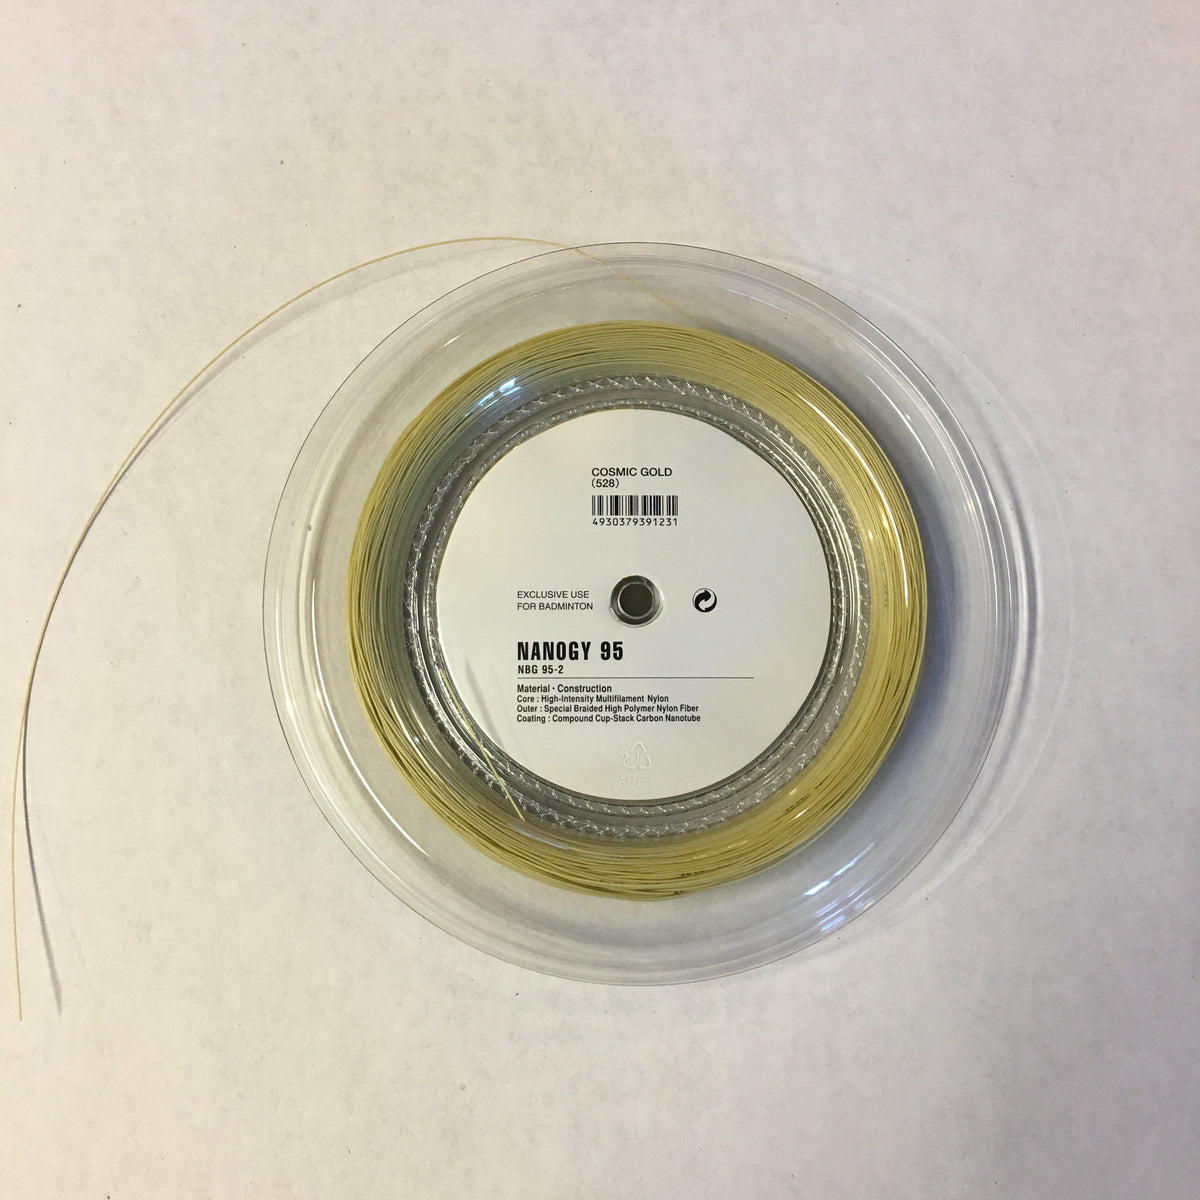 COSMIC GOLD
(528)
4930379391231
EXCLUSIVE USE
FOR BADMINTON
NANOGY 95
NBG 95-2
Material · Construction
Core : High-Intensity Multifilament Nylon
Outer : Special Braided High Polymer Nylon Fiber
Coating : Compound Cup-Stack Carbon Nanotube
1
APET